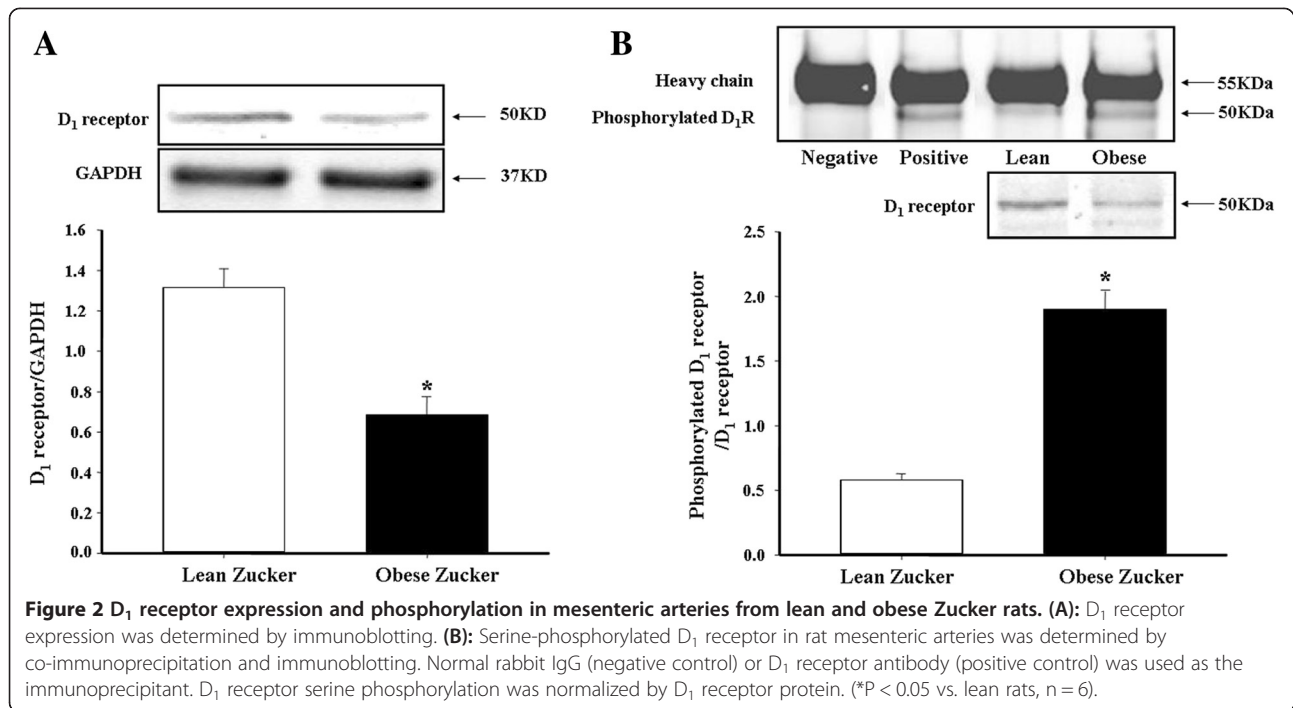 A
D₁ receptor
50KD
GAPDH
37KD
1.6
1.4
1.2
1.0
0.8
0.6
0.4
0.2
0.0
D₁ receptor/GAPDH
*
Lean Zucker Obese Zucker
B
Heavy chain
55KDa
Phosphorylated D₁R
50KDa
Negative Positive Lean Obese
D₁ receptor
50KDa
2.5
2.0
1.5
1.0
0.5
0.0
Phosphorylated D₁ receptor
/D₁ receptor
*
Lean Zucker Obese Zucker
Figure 2 D₁ receptor expression and phosphorylation in mesenteric arteries from lean and obese Zucker rats. (A): D₁ receptor
expression was determined by immunoblotting. (B): Serine-phosphorylated D₁ receptor in rat mesenteric arteries was determined by
co-immunoprecipitation and immunoblotting. Normal rabbit IgG (negative control) or D₁ receptor antibody (positive control) was used as the
immunoprecipitant. D₁ receptor serine phosphorylation was normalized by D₁ receptor protein. (*P < 0.05 vs. lean rats, n = 6).